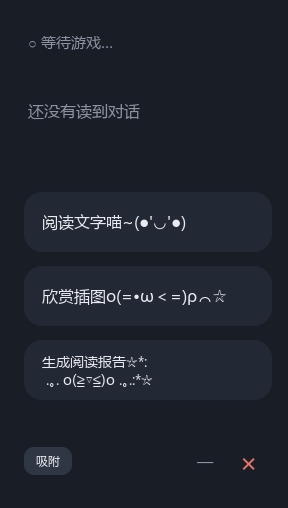 ○ 等待游戏...
还没有读到对话
阅读文字喵~(●'◡'●)
欣赏插图o(=•ω＜=)ρ⌒☆
生成阅读报告☆*:
.｡. o(≥▿≤)o .｡.:*☆
吸附
— ✕